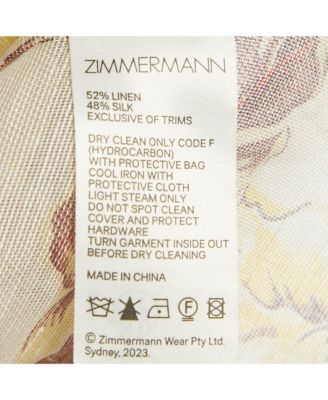 ZIMMERMANN
52% LINEN
48% SILK
EXCLUSIVE OF TRIMS
DRY CLEAN ONLY CODE F
(HYDROCARBON)
WITH PROTECTIVE BAG
COOL IRON WITH
PROTECTIVE CLOTH
LIGHT STEAM ONLY
DO NOT SPOT CLEAN
COVER AND PROTECT
HARDWARE
TURN GARMENT INSIDE OUT
BEFORE DRY CLEANING
MADE IN CHINA
F
© Zimmermann Wear Pty Ltd.
Sydney, 2023.